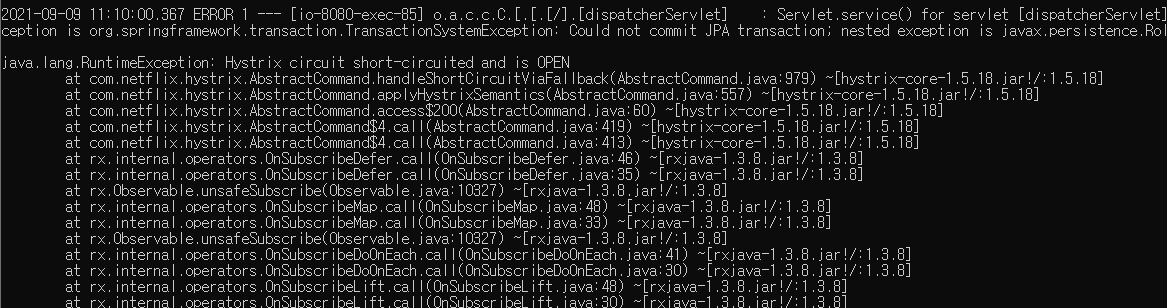 2021-09-09 11:10:00.367 ERROR 1 --- [io-8080-exec-85] o.a.c.c.C.[.[.[/].[dispatcherServlet]    : Servlet.service() for servlet [dispatcherServlet]
ception is org.springframework.transaction.TransactionSystemException: Could not commit JPA transaction; nested exception is javax.persistence.Rol
java.lang.RuntimeException: Hystrix circuit short-circuited and is OPEN
at com.netflix.hystrix.AbstractCommand.handleShortCircuitViaFallback(AbstractCommand.java:979) ~[hystrix-core-1.5.18.jar!/:1.5.18]
at com.netflix.hystrix.AbstractCommand.applyHystrixSemantics(AbstractCommand.java:557) ~[hystrix-core-1.5.18.jar!/:1.5.18]
at com.netflix.hystrix.AbstractCommand.access$200(AbstractCommand.java:60) ~[hystrix-core-1.5.18.jar!/:1.5.18]
at com.netflix.hystrix.AbstractCommand$4.call(AbstractCommand.java:419) ~[hystrix-core-1.5.18.jar!/:1.5.18]
at com.netflix.hystrix.AbstractCommand$4.call(AbstractCommand.java:413) ~[hystrix-core-1.5.18.jar!/:1.5.18]
at rx.internal.operators.OnSubscribeDefer.call(OnSubscribeDefer.java:46) ~[rxjava-1.3.8.jar!/:1.3.8]
at rx.internal.operators.OnSubscribeDefer.call(OnSubscribeDefer.java:35) ~[rxjava-1.3.8.jar!/:1.3.8]
at rx.Observable.unsafeSubscribe(Observable.java:10327) ~[rxjava-1.3.8.jar!/:1.3.8]
at rx.internal.operators.OnSubscribeMap.call(OnSubscribeMap.java:48) ~[rxjava-1.3.8.jar!/:1.3.8]
at rx.internal.operators.OnSubscribeMap.call(OnSubscribeMap.java:33) ~[rxjava-1.3.8.jar!/:1.3.8]
at rx.Observable.unsafeSubscribe(Observable.java:10327) ~[rxjava-1.3.8.jar!/:1.3.8]
at rx.internal.operators.OnSubscribeDoOnEach.call(OnSubscribeDoOnEach.java:41) ~[rxjava-1.3.8.jar!/:1.3.8]
at rx.internal.operators.OnSubscribeDoOnEach.call(OnSubscribeDoOnEach.java:30) ~[rxjava-1.3.8.jar!/:1.3.8]
at rx.internal.operators.OnSubscribeLift.call(OnSubscribeLift.java:48) ~[rxjava-1.3.8.jar!/:1.3.8]
at rx.internal.operators.OnSubscribeLift.call(OnSubscribeLift.java:30) ~[rxjava-1.3.8.jar!/:1.3.8]